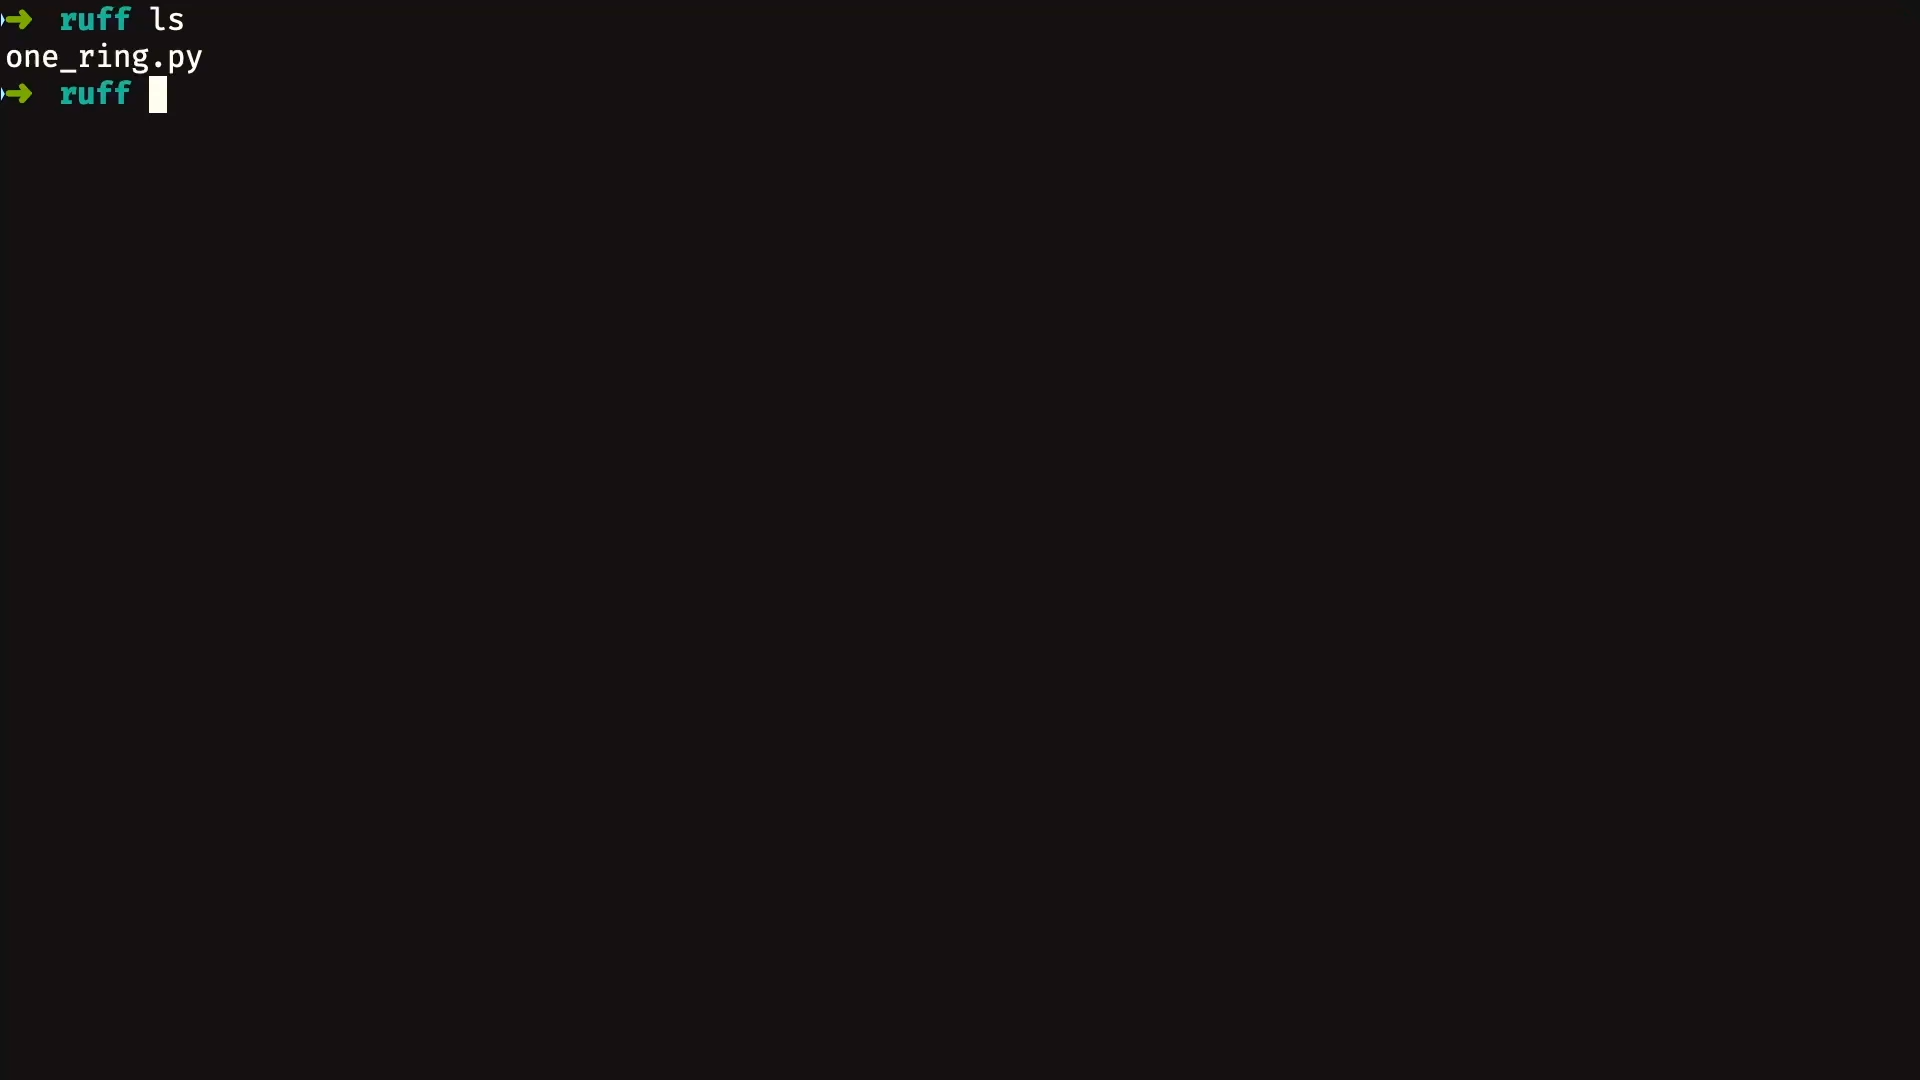 ➜ ruff ls
one_ring.py
➜ ruff